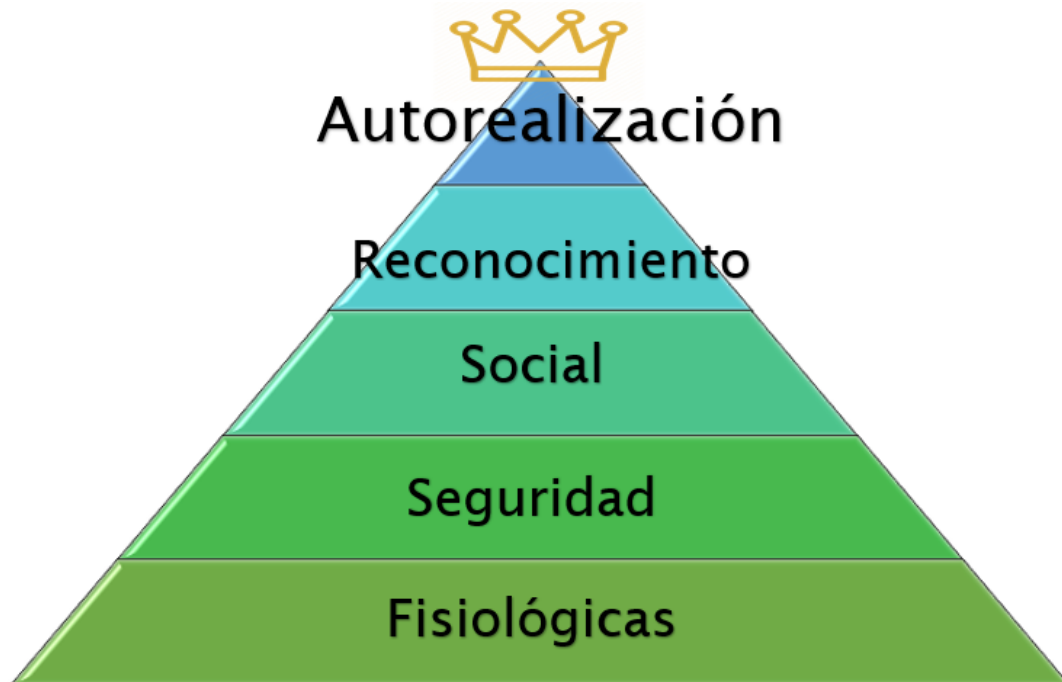 Autorealización
Reconocimiento
Social
Seguridad
Fisiológicas